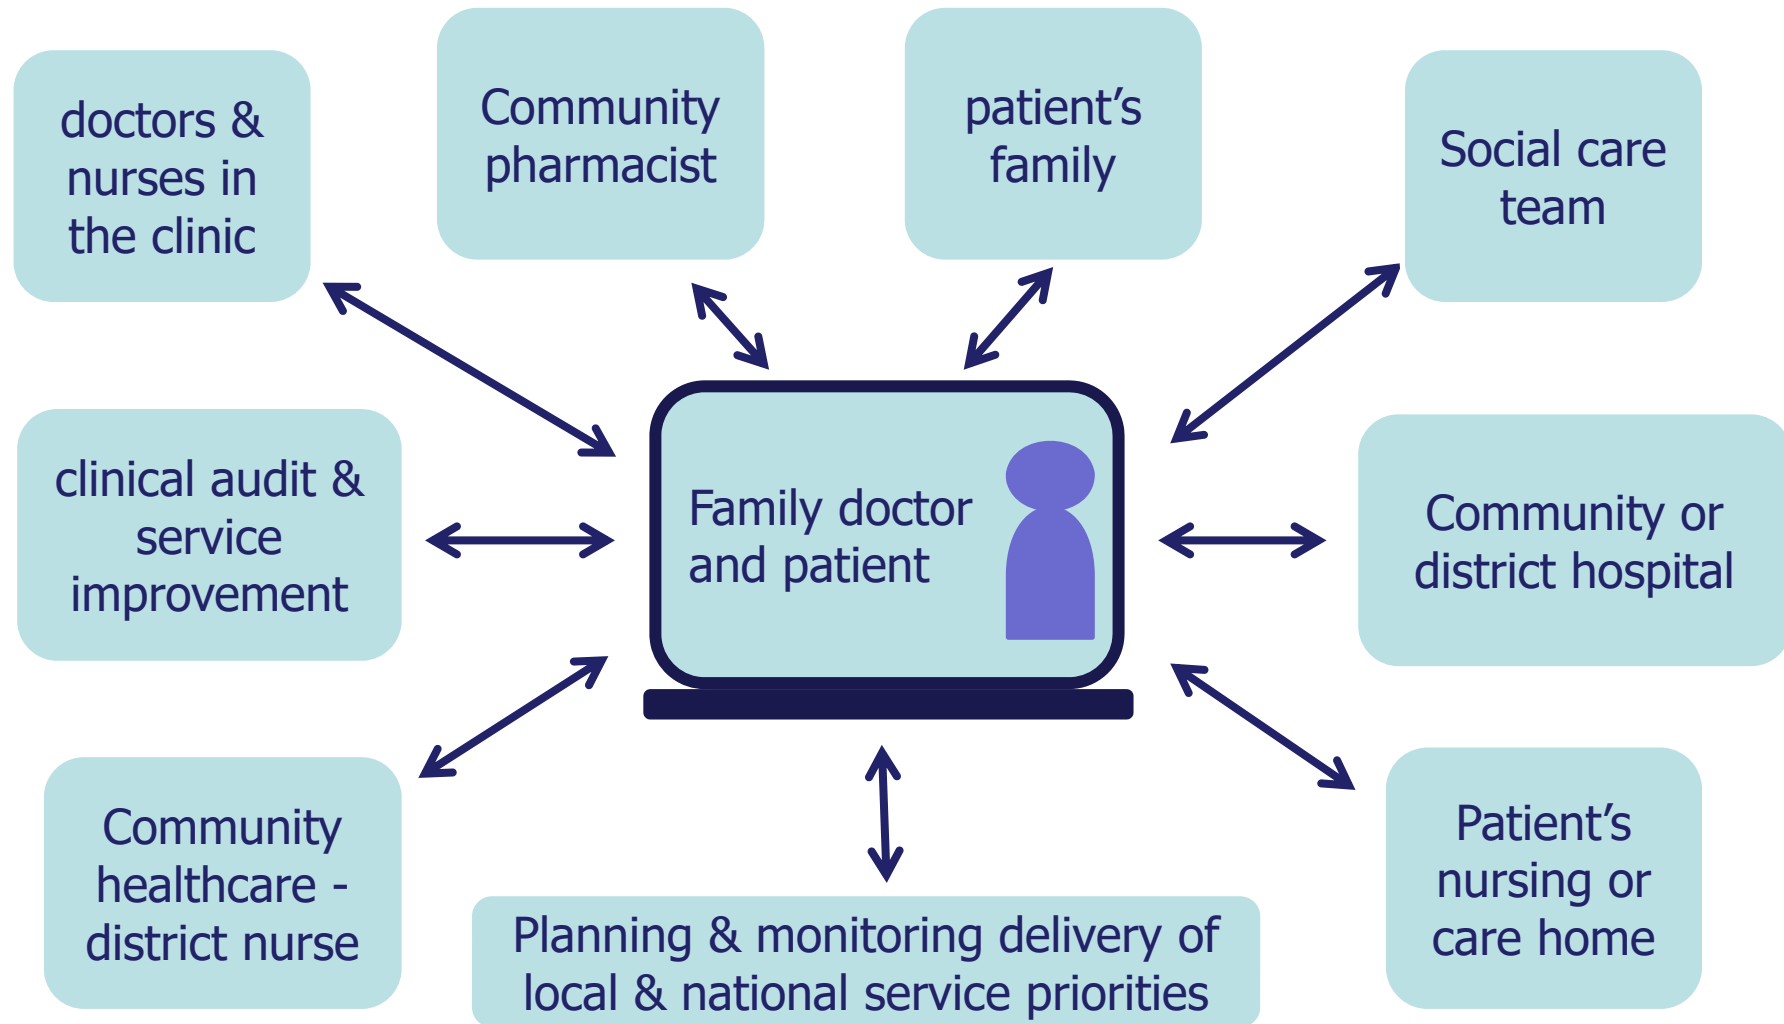 doctors &
nurses in
the clinic
Community
pharmacist
patient’s
family
Social care
team
clinical audit &
service
improvement
Family doctor
and patient
Community or
district hospital
Community
healthcare -
district nurse
Planning & monitoring delivery of
local & national service priorities
Patient’s
nursing or
care home